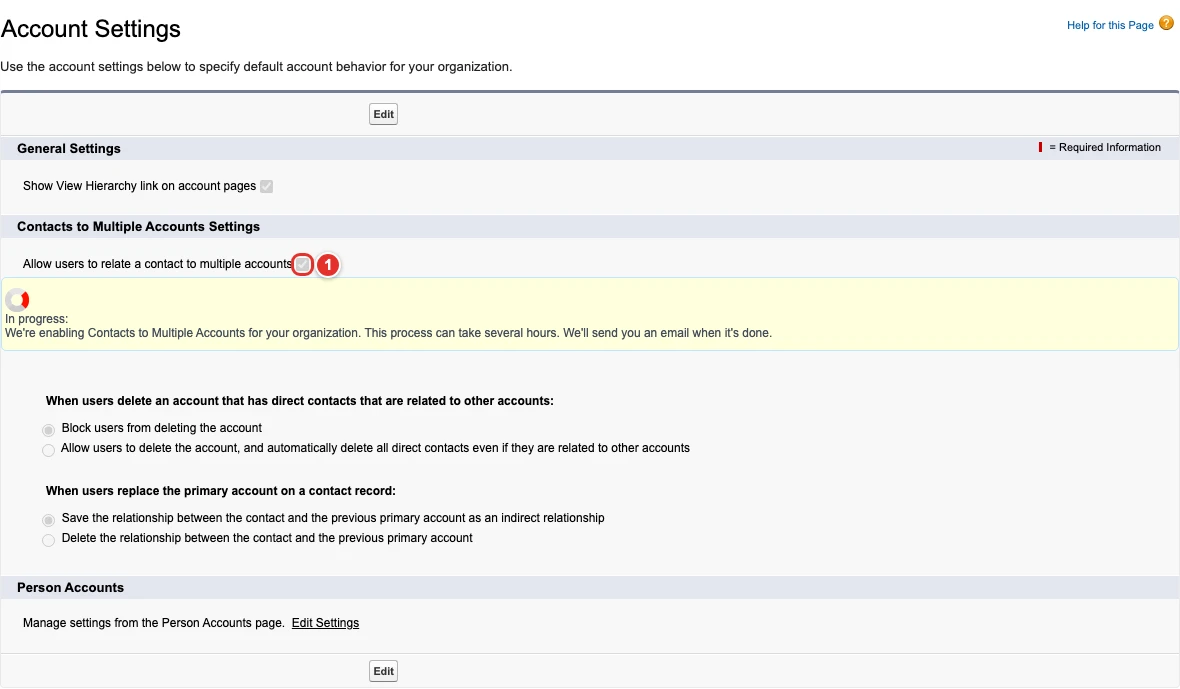 Account Settings
Help for this Page ?
Use the account settings below to specify default account behavior for your organization.
Edit
General Settings
= Required Information
Show View Hierarchy link on account pages
Contacts to Multiple Accounts Settings
Allow users to relate a contact to multiple accounts 1
In progress:
We're enabling Contacts to Multiple Accounts for your organization. This process can take several hours. We'll send you an email when it's done.
When users delete an account that has direct contacts that are related to other accounts:
Block users from deleting the account
Allow users to delete the account, and automatically delete all direct contacts even if they are related to other accounts
When users replace the primary account on a contact record:
Save the relationship between the contact and the previous primary account as an indirect relationship
Delete the relationship between the contact and the previous primary account
Person Accounts
Manage settings from the Person Accounts page. Edit Settings
Edit